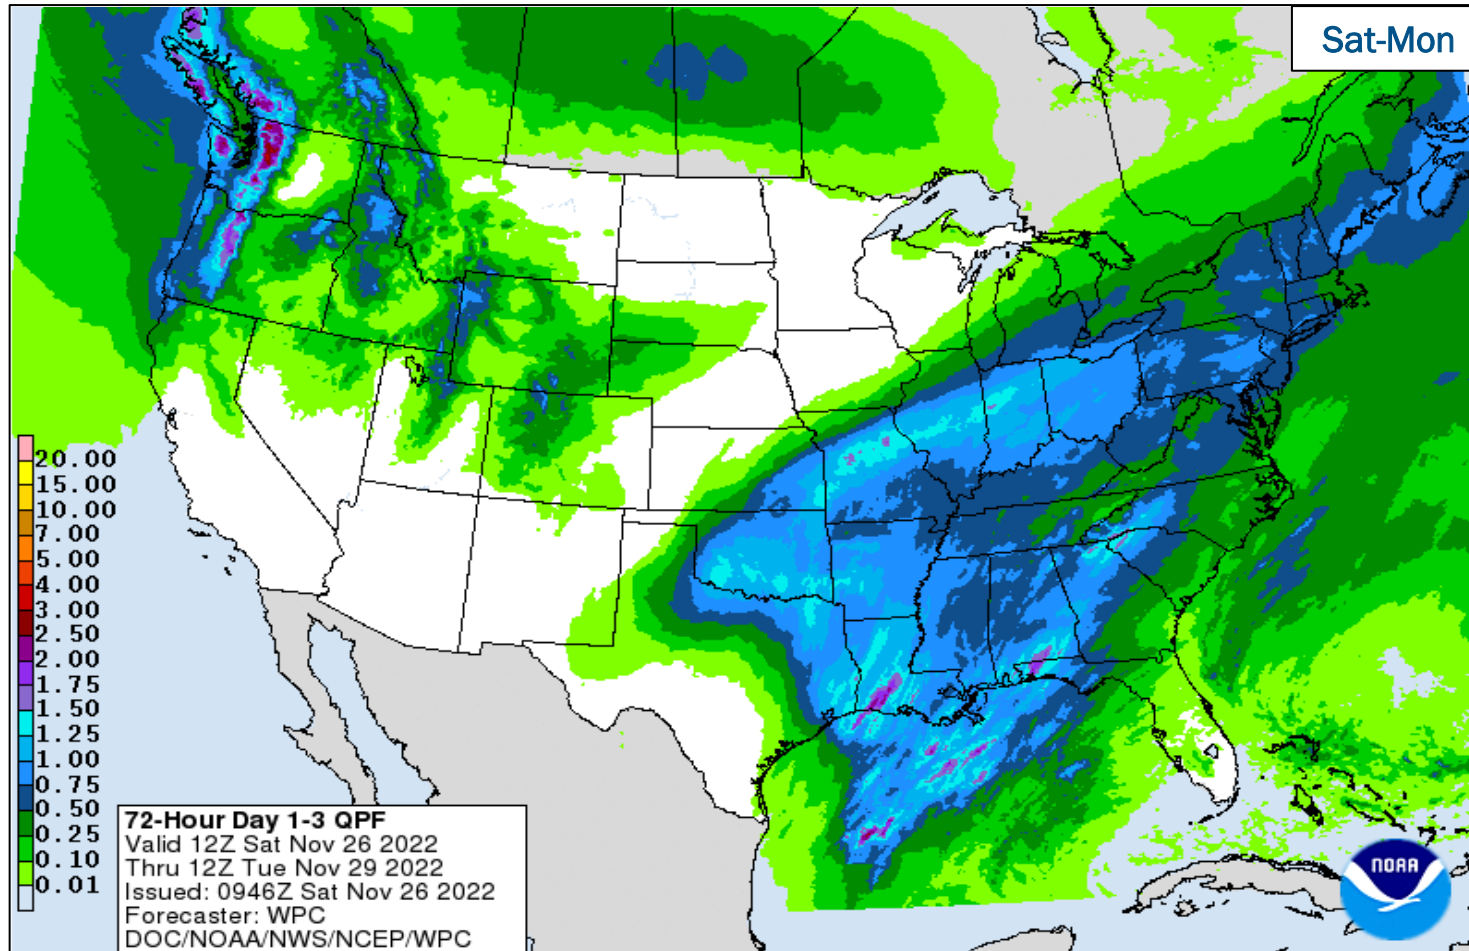 Sat-Mon
20.00
15.00
10.00
7.00
5.00
4.00
3.00
2.50
2.00
1.75
1.50
1.25
1.00
0.75
0.50
0.25
0.10
0.01
72-Hour Day 1-3 QPF
Valid 12Z Sat Nov 26 2022
Thru 12Z Tue Nov 29 2022
Issued: 0946Z Sat Nov 26 2022
Forecaster: WPC
DOC/NOAA/NWS/NCEP/WPC
NOAA